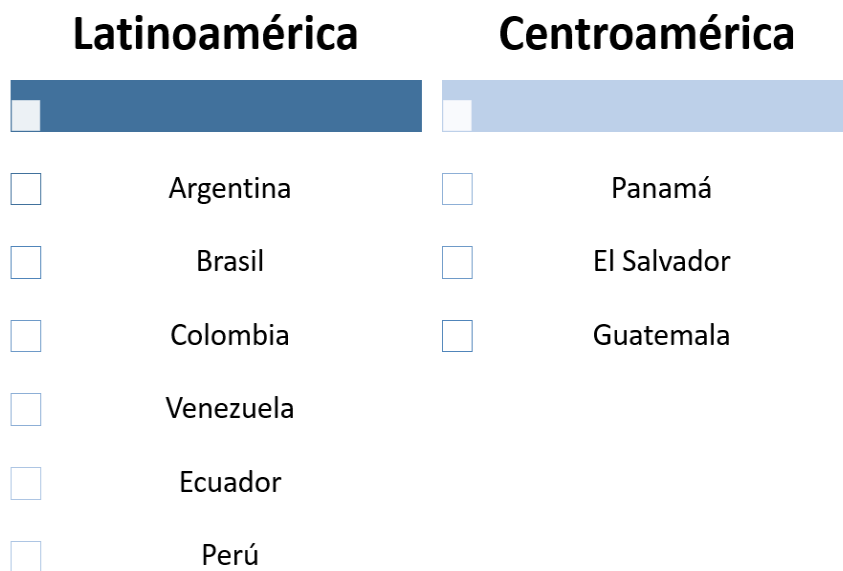 Latinoamérica
Argentina
Brasil
Colombia
Venezuela
Ecuador
Perú
Centroamérica
Panamá
El Salvador
Guatemala